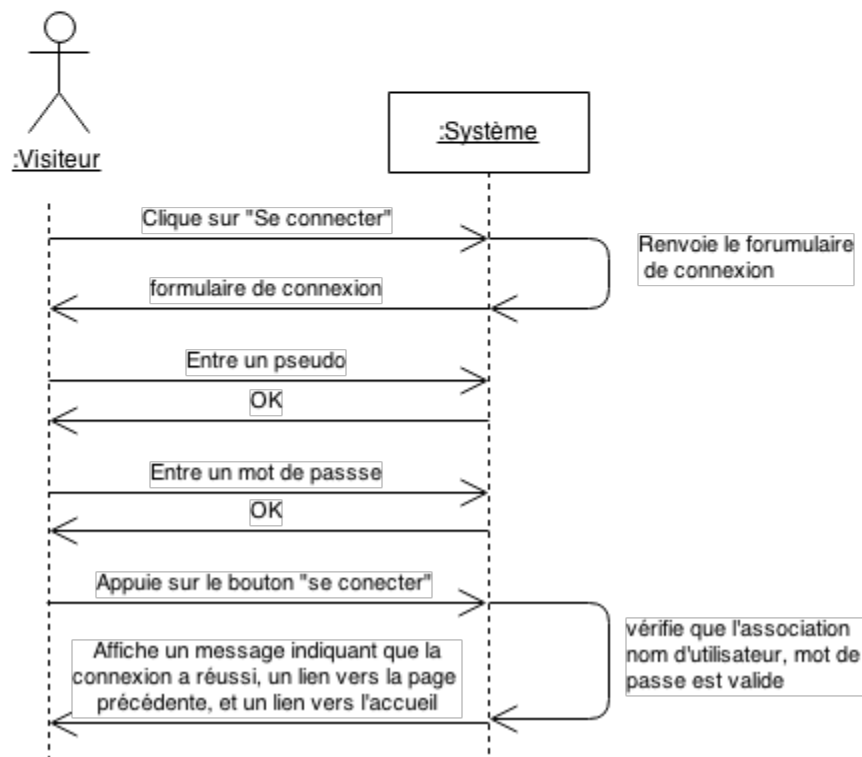 :Visiteur
:Système
Clique sur "Se connecter"
Renvoie le forumulaire
de connexion
formulaire de connexion
Entre un pseudo
OK
Entre un mot de passse
OK
Appuie sur le bouton "se conecter"
vérifie que l'association
nom d'utilisateur, mot de
passe est valide
Affiche un message indiquant que la
connexion a réussi, un lien vers la page
précédente, et un lien vers l'accueil